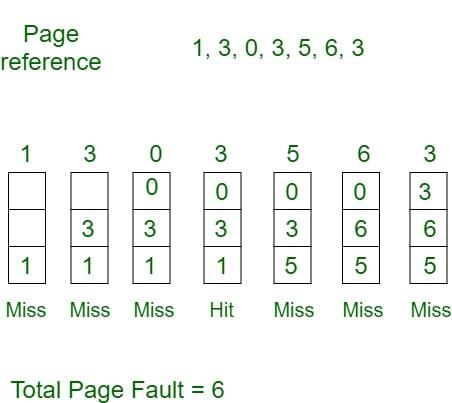 Page
reference
1, 3, 0, 3, 5, 6, 3
1 3 0 3 5 6 3
0 0 0 0 3
3 3 3 3 6 6
1 1 1 1 5 5 5
Miss Miss Miss Hit Miss Miss Miss
Total Page Fault = 6